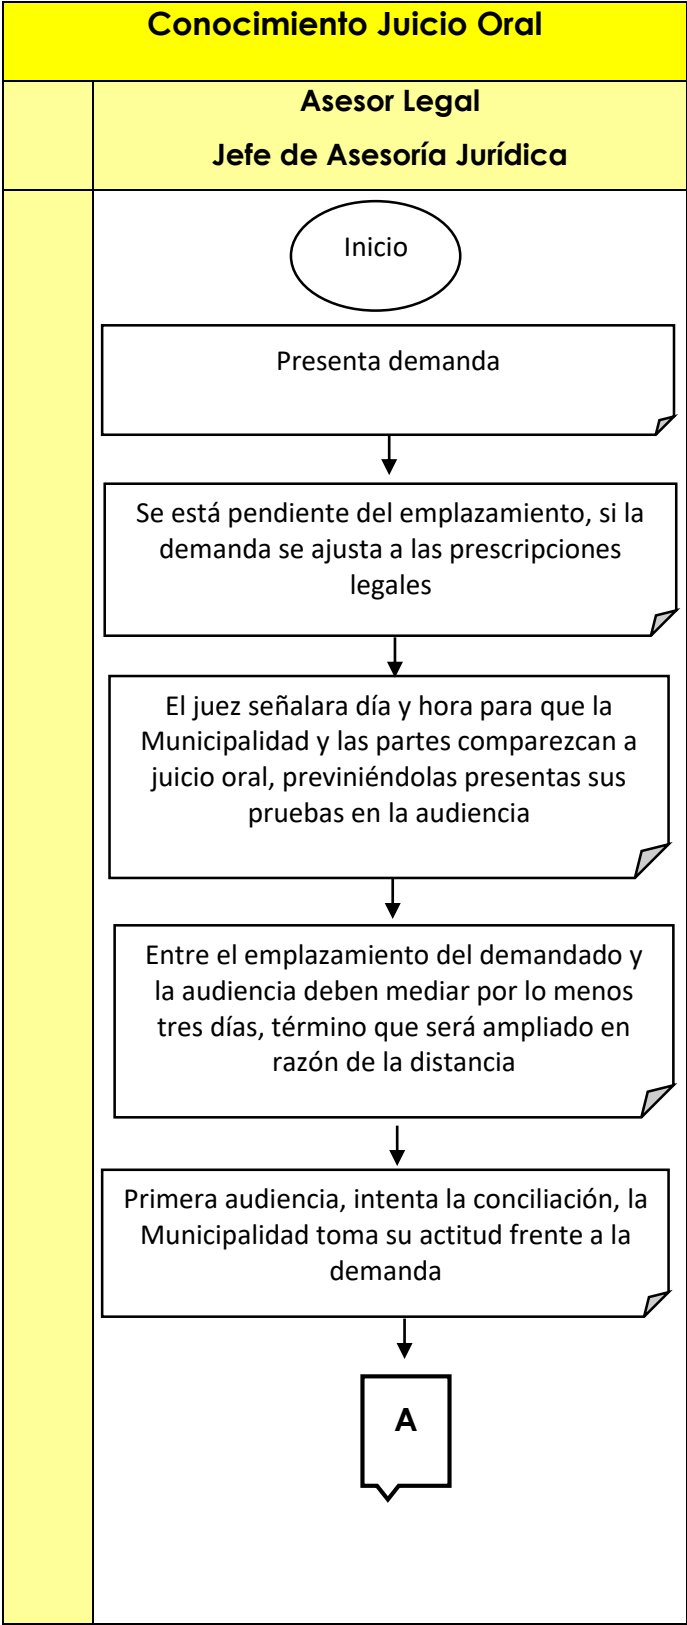 Conocimiento Juicio Oral
Asesor Legal
Jefe de Asesoría Jurídica
Inicio
Presenta demanda
Se está pendiente del emplazamiento, si la
demanda se ajusta a las prescripciones
legales
El juez señalara día y hora para que la
Municipalidad y las partes comparezcan a
juicio oral, previniéndolas presentas sus
pruebas en la audiencia
Entre el emplazamiento del demandado y
la audiencia deben mediar por lo menos
tres días, término que será ampliado en
razón de la distancia
Primera audiencia, intenta la conciliación, la
Municipalidad toma su actitud frente a la
demanda
A